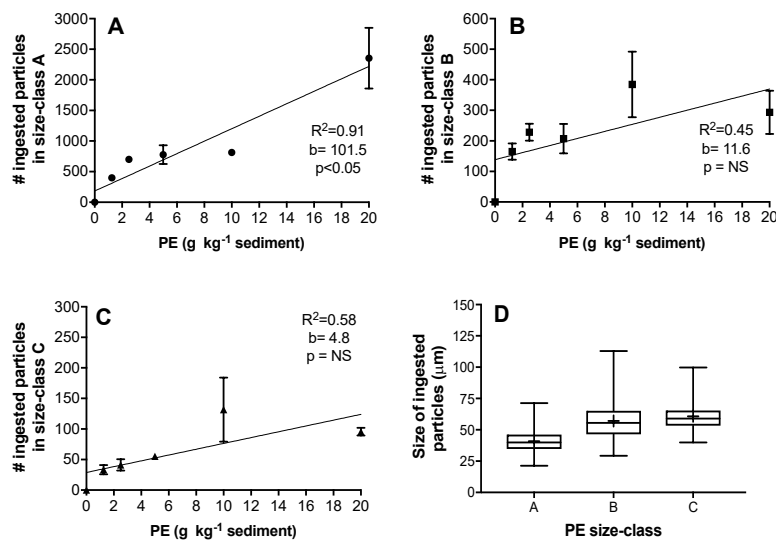 A
# ingested particles
in size-class A
3000
2500
2000
1500
1000
500
0
R²=0.91
b= 101.5
p<0.05
0 2 4 6 8 10 12 14 16 18 20
PE (g kg⁻¹ sediment)
B
# ingested particles
in size-class B
600
500
400
300
200
100
0
R²=0.45
b= 11.6
p = NS
0 2 4 6 8 10 12 14 16 18 20
PE (g kg⁻¹ sediment)
C
# ingested particles
in size-class C
300
250
200
150
100
50
0
R²=0.58
b= 4.8
p = NS
0 2 4 6 8 10 12 14 16 18 20
PE (g kg⁻¹ sediment)
D
Size of ingested
particles (μm)
150
125
100
75
50
25
0
A B C
PE size-class